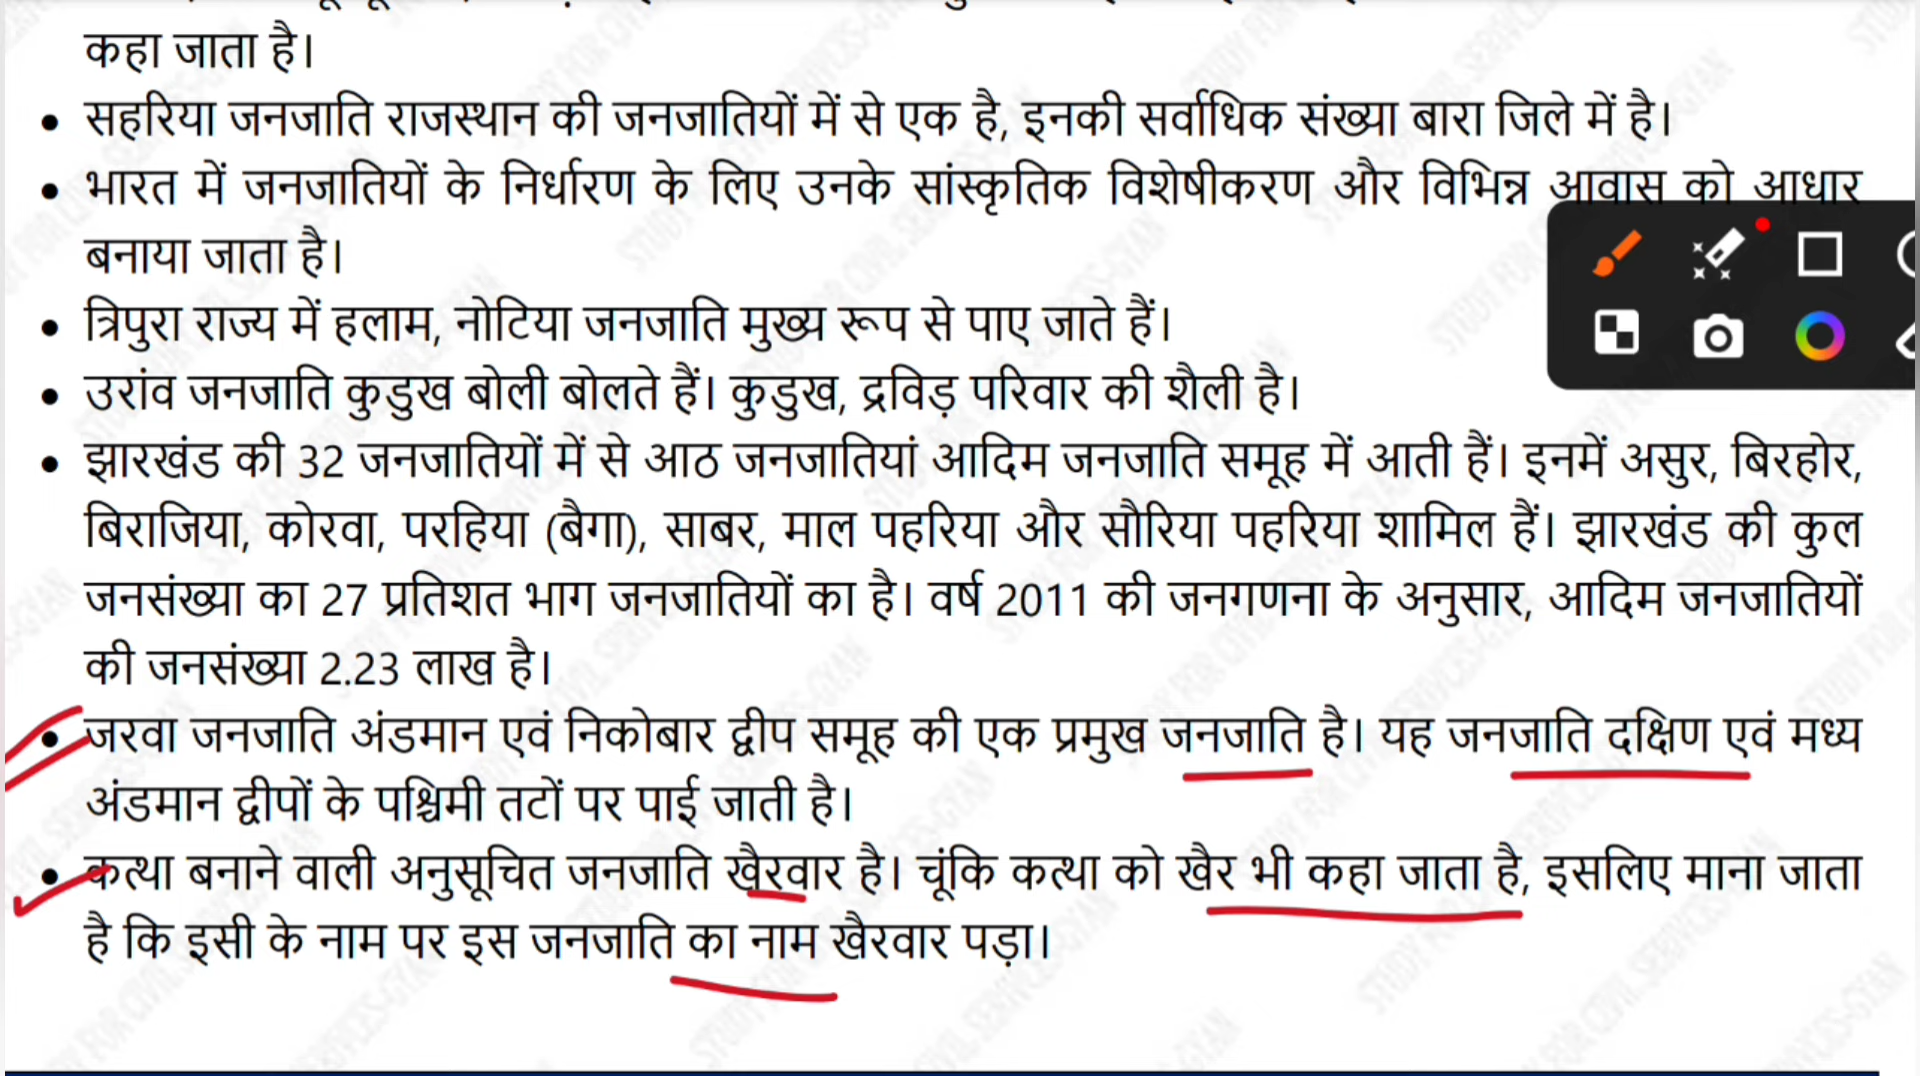 कहा जाता है।
• सहरिया जनजाति राजस्थान की जनजातियों में से एक है, इनकी सर्वाधिक संख्या बारा जिले में है।
• भारत में जनजातियों के निर्धारण के लिए उनके सांस्कृतिक विशेषीकरण और विभिन्न आवास को आधार
बनाया जाता है।
• त्रिपुरा राज्य में हलाम, नोटिया जनजाति मुख्य रूप से पाए जाते हैं।
• उरांव जनजाति कुडुख बोली बोलते हैं। कुडुख, द्रविड़ परिवार की शैली है।
• झारखंड की 32 जनजातियों में से आठ जनजातियां आदिम जनजाति समूह में आती हैं। इनमें असुर, बिरहोर,
बिराजिया, कोरवा, परहिया (बैगा), साबर, माल पहरिया और सौरिया पहरिया शामिल हैं। झारखंड की कुल
जनसंख्या का 27 प्रतिशत भाग जनजातियों का है। वर्ष 2011 की जनगणना के अनुसार, आदिम जनजातियों
की जनसंख्या 2.23 लाख है।
• जरवा जनजाति अंडमान एवं निकोबार द्वीप समूह की एक प्रमुख जनजाति है। यह जनजाति दक्षिण एवं मध्य
अंडमान द्वीपों के पश्चिमी तटों पर पाई जाती है।
• कत्था बनाने वाली अनुसूचित जनजाति खैरवार है। चूंकि कत्था को खैर भी कहा जाता है, इसलिए माना जाता
है कि इसी के नाम पर इस जनजाति का नाम खैरवार पड़ा।